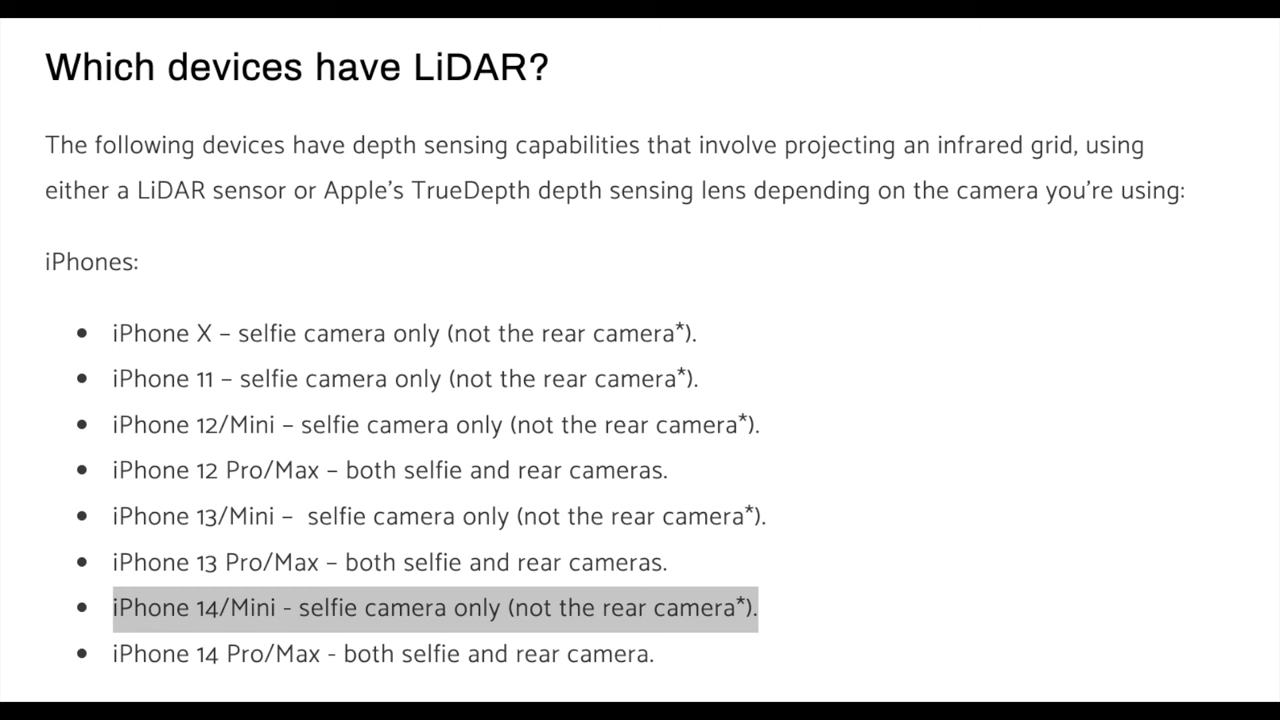 Which devices have LiDAR?
The following devices have depth sensing capabilities that involve projecting an infrared grid, using
either a LiDAR sensor or Apple's TrueDepth depth sensing lens depending on the camera you're using:
iPhones:
• iPhone X – selfie camera only (not the rear camera*).
• iPhone 11 – selfie camera only (not the rear camera*).
• iPhone 12/Mini – selfie camera only (not the rear camera*).
• iPhone 12 Pro/Max – both selfie and rear cameras.
• iPhone 13/Mini –  selfie camera only (not the rear camera*).
• iPhone 13 Pro/Max – both selfie and rear cameras.
• iPhone 14/Mini - selfie camera only (not the rear camera*).
• iPhone 14 Pro/Max - both selfie and rear camera.